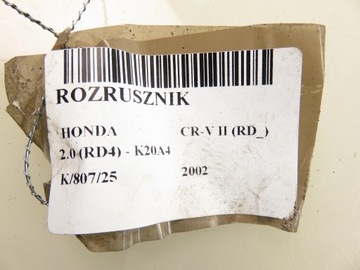 ROZRUSZNIK
HONDA CR-V II (RD_)
2.0 (RD4) - K20A4
K/807/25 2002